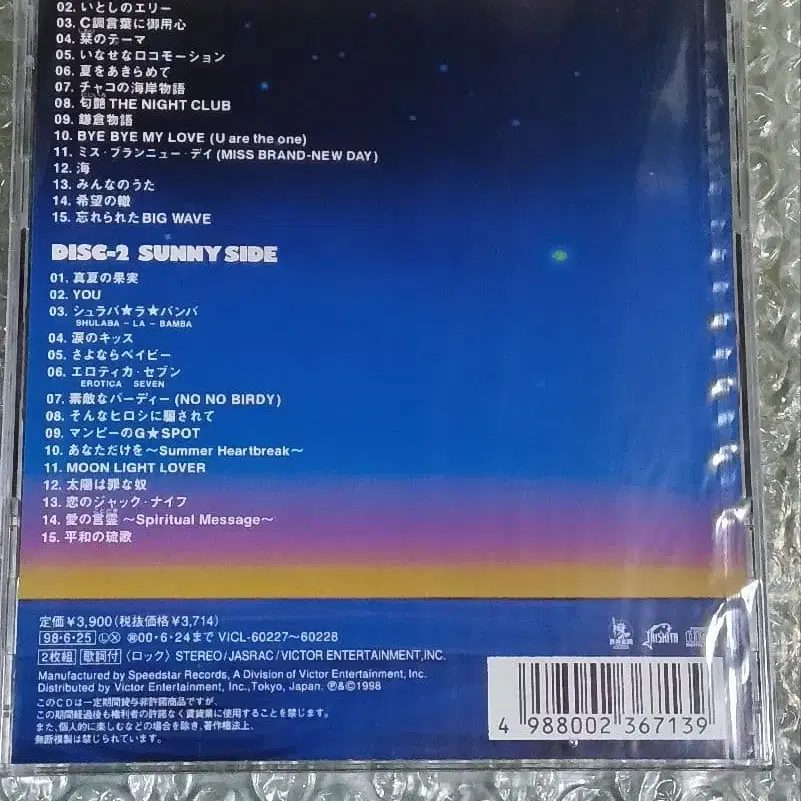 02. いとしのエリー
03. C調言葉に御用心
04. 栞のテーマ
05. いなせなロコモーション
06. 夏をあきらめて
07. チャコの海岸物語
08. 匂艶 THE NIGHT CLUB
09. 鎌倉物語
10. BYE BYE MY LOVE (U are the one)
11. ミス・ブランニュー・デイ (MISS BRAND-NEW DAY)
12. 海
13. みんなのうた
14. 希望の轍
15. 忘れられた BIG WAVE
DISC-2 SUNNY SIDE
01. 真夏の果実
02. YOU
03. シュラバ★ラ★バンバ
SHULABA - LA - BAMBA
04. 涙のキッス
05. さよならベイビー
06. エロティカ・セブン
EROTICA SEVEN
07. 素敵なバーディー (NO NO BIRDY)
08. そんなヒロシに騙されて
09. マンピーのG★SPOT
10. あなただけを ～Summer Heartbreak～
11. MOON LIGHT LOVER
12. 太陽は罪な奴
13. 恋のジャック・ナイフ
14. 愛の言霊 ～Spiritual Message～
15. 平和の琉歌
定価¥3,900 (税抜価格¥3,714)
98・6・25 Ⓛ X 再00・6・24まで VICL-60227～60228
2枚組 歌詞付 〈ロック〉 STEREO/JASRAC/VICTOR ENTERTAINMENT, INC.
Manufactured by Speedstar Records, A Division of Victor Entertainment, Inc.
Distributed by Victor Entertainment, Inc., Tokyo, Japan. Ⓟ&©1998
このCDは一定期間貸与非許諾商品ですが、
この期間経過後も権利者の許諾なく賃貸業に使用することを禁じます。
また、個人的に楽しむなどの場合を除き、著作権法上、
無断複製は禁じられています。
4 988002 367139